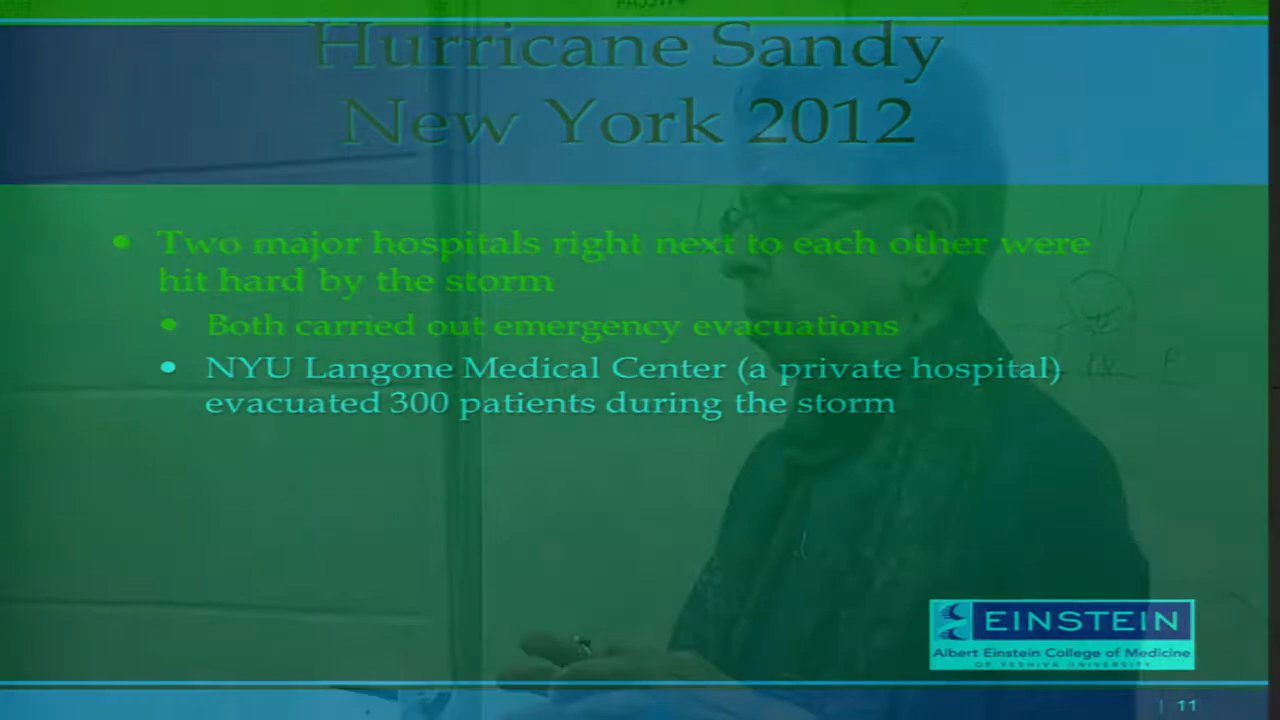 Hurricane Sandy
New York 2012
• Two major hospitals right next to each other were
hit hard by the storm
• Both carried out emergency evacuations
• NYU Langone Medical Center (a private hospital)
evacuated 300 patients during the storm
EINSTEIN
Albert Einstein College of Medicine
OF YESHIVA UNIVERSITY
| 11